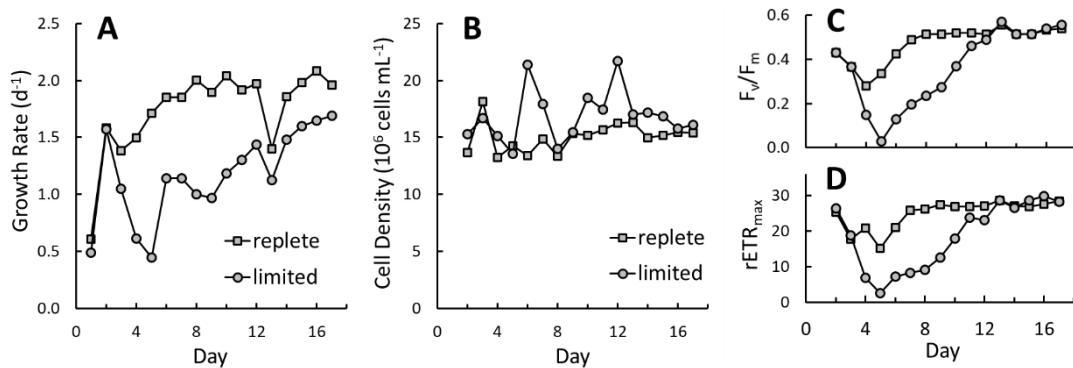 A
Growth Rate (d⁻¹)
2.5
2.0
1.5
1.0
0.5
0.0
replete
limited
0 4 8 12 16
Day
B
Cell Density (10⁶ cells mL⁻¹)
25
20
15
10
5
0
replete
limited
0 4 8 12 16
Day
C
Fv/Fm
0.6
0.4
0.2
0.0
D
rETRmax
30
20
10
0
0 4 8 12 16
Day